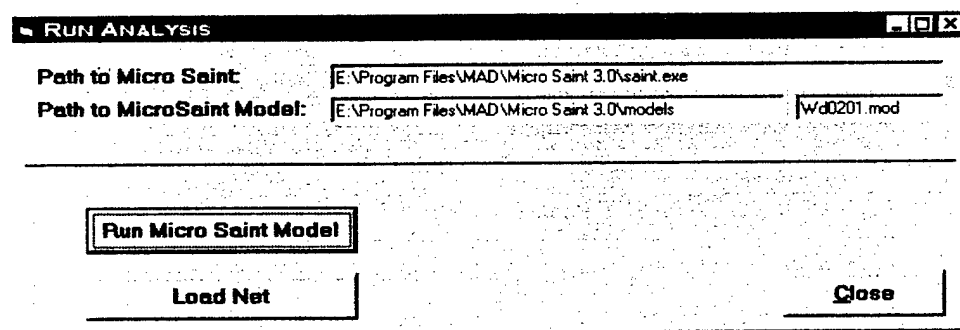 RUN ANALYSIS
Path to Micro Saint: E:\Program Files\MAD\Micro Saint 3.0\saint.exe
Path to MicroSaint Model: E:\Program Files\MAD\Micro Saint 3.0\models Wd0201.mod
Run Micro Saint Model
Load Net
Close